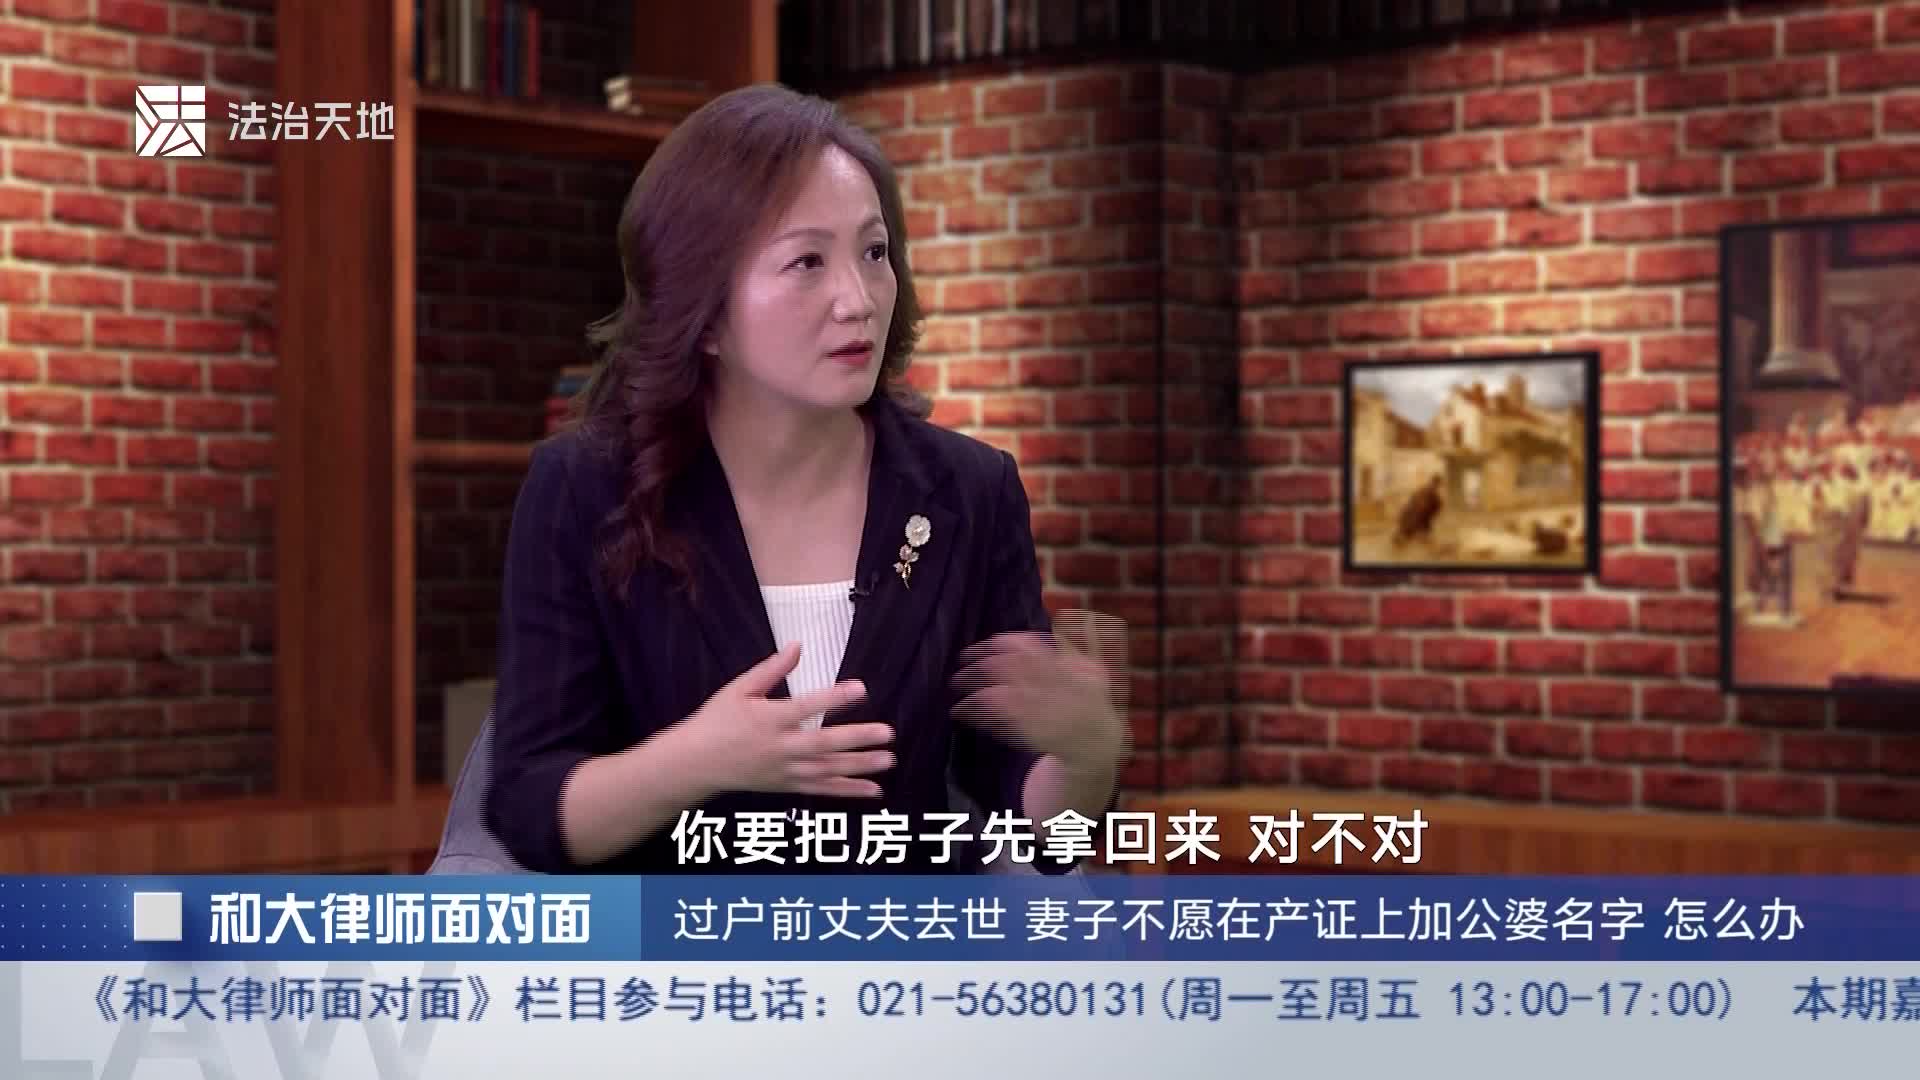 法治天地
你要把房子先拿回来 对不对
和大律师面对面
过户前丈夫去世 妻子不愿在产证上加公婆名字 怎么办
《和大律师面对面》栏目参与电话：021-56380131(周一至周五 13:00-17:00) 本期嘉
LAW